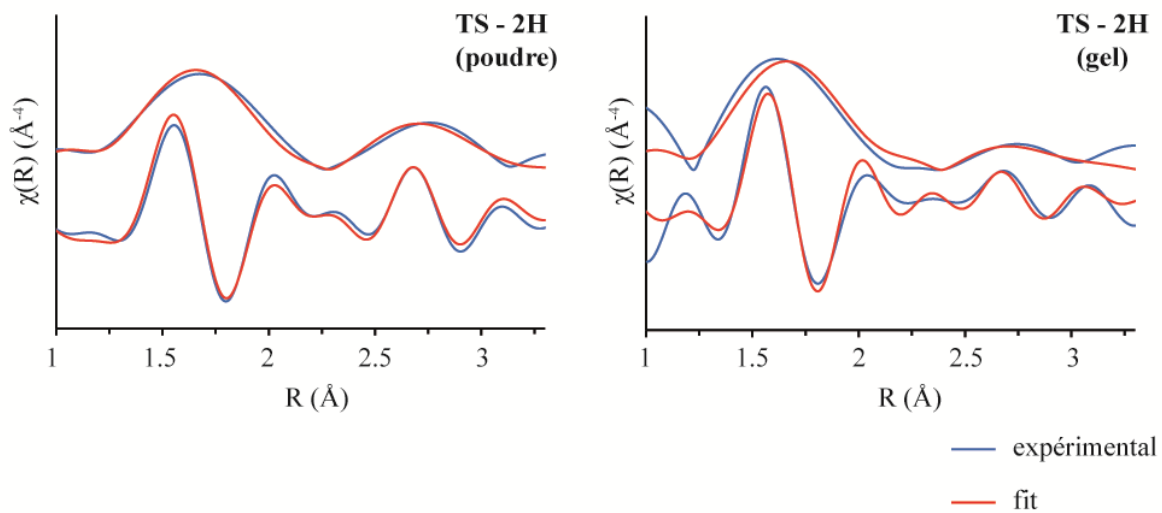 TS - 2H
(poudre)
χ(R) (Å⁻⁴)
1 1.5 2 2.5 3
R (Å)
TS - 2H
(gel)
χ(R) (Å⁻⁴)
1 1.5 2 2.5 3
R (Å)
expérimental
fit